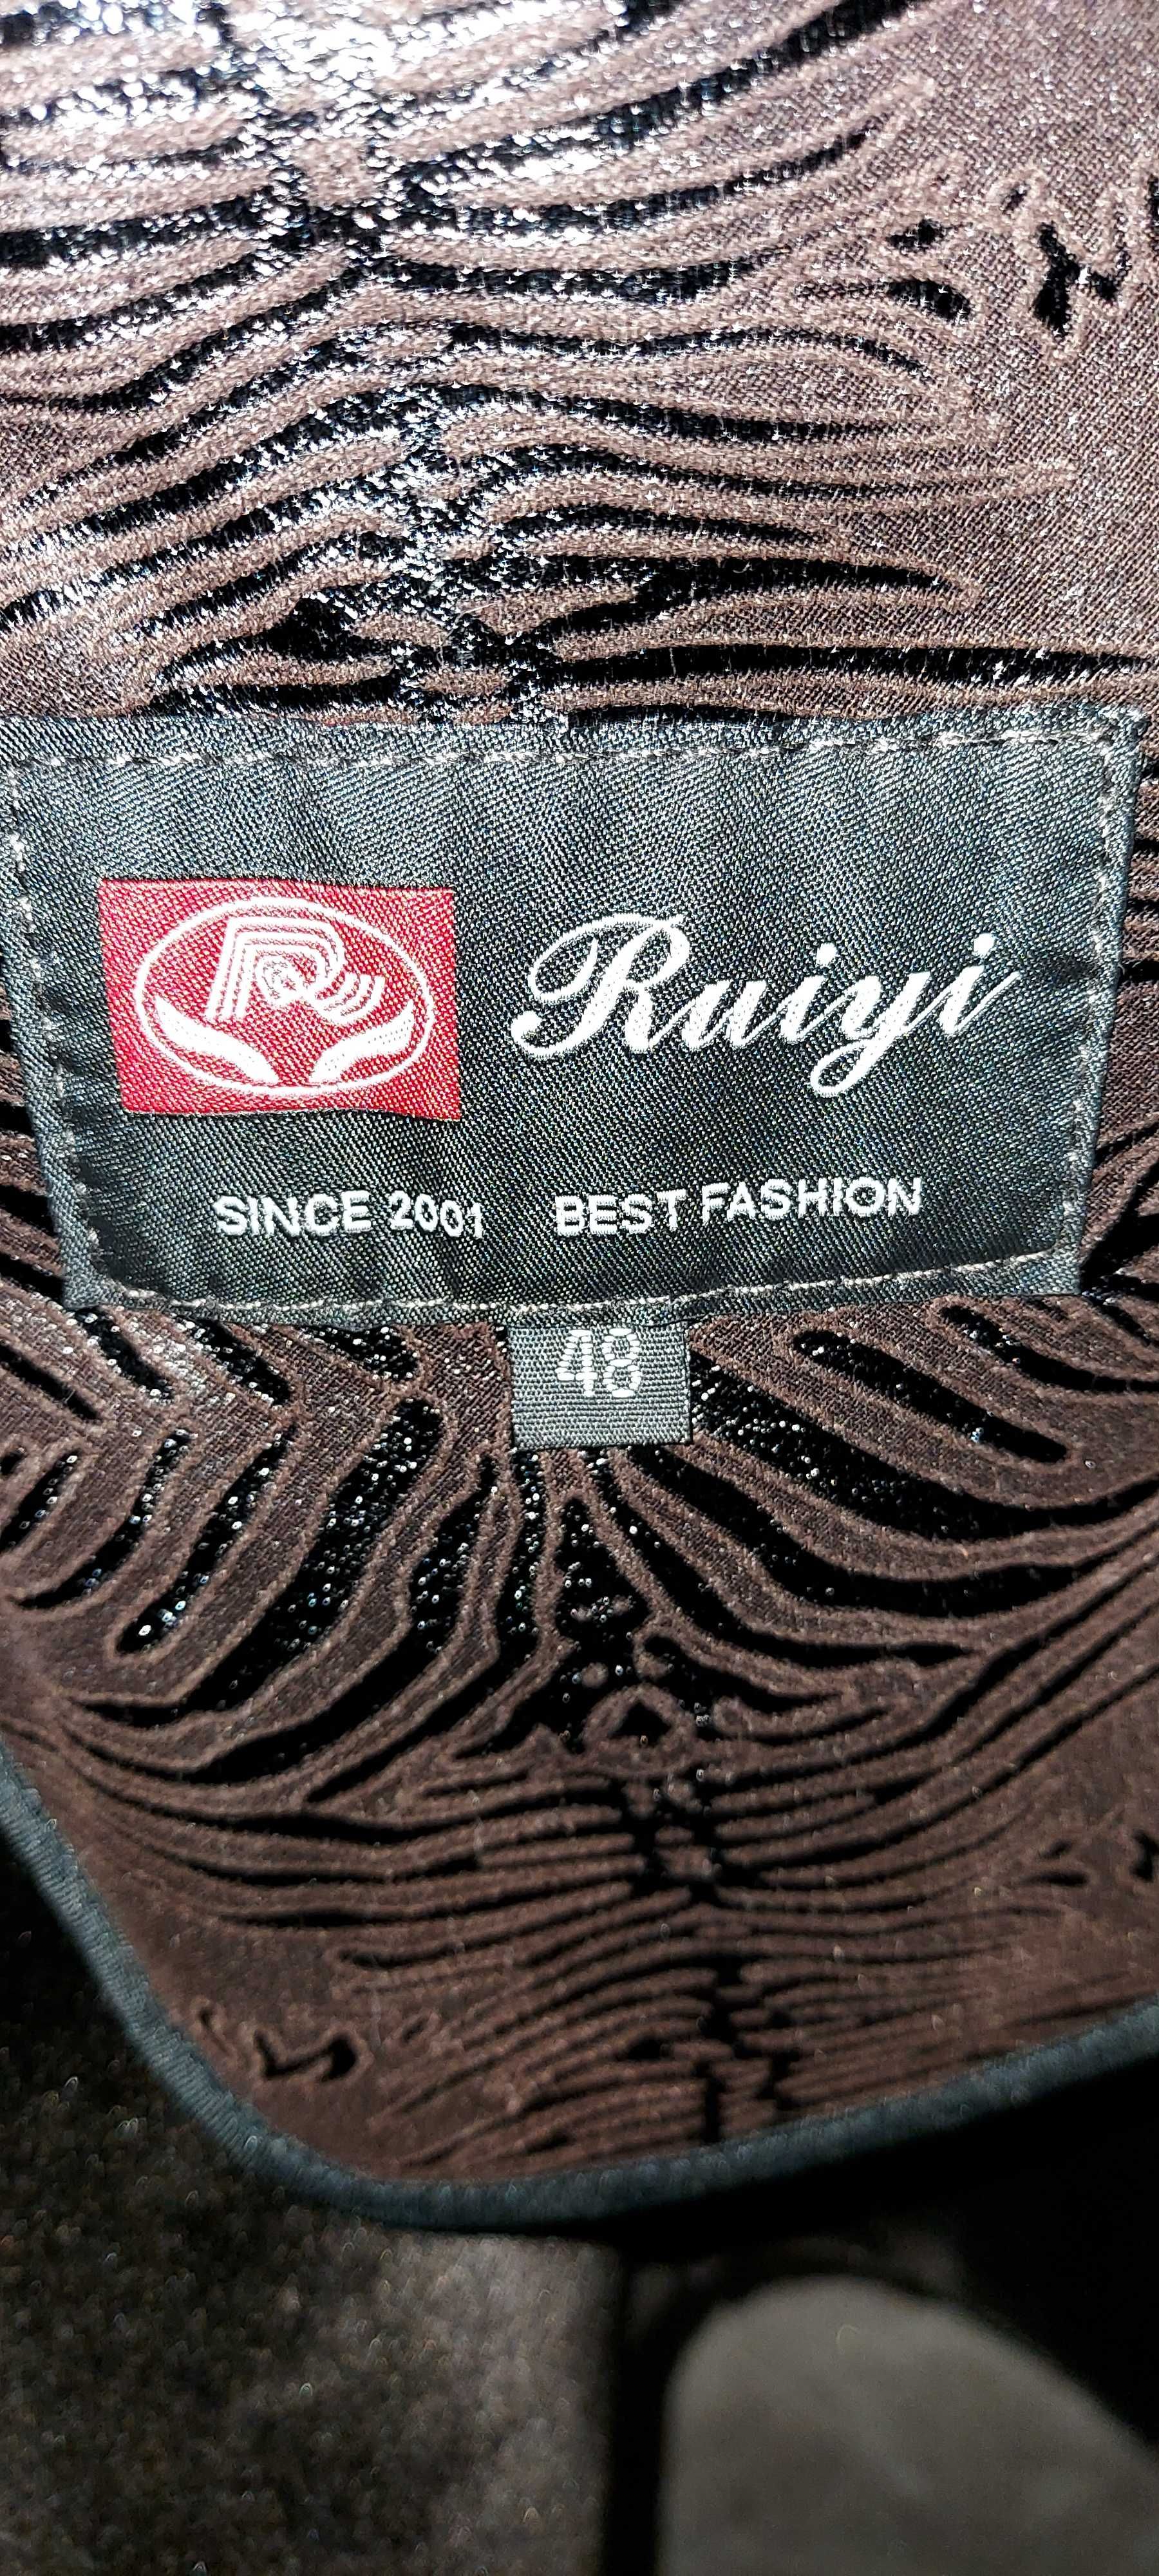 R
Ruiyi
SINCE 2001 BEST FASHION
48